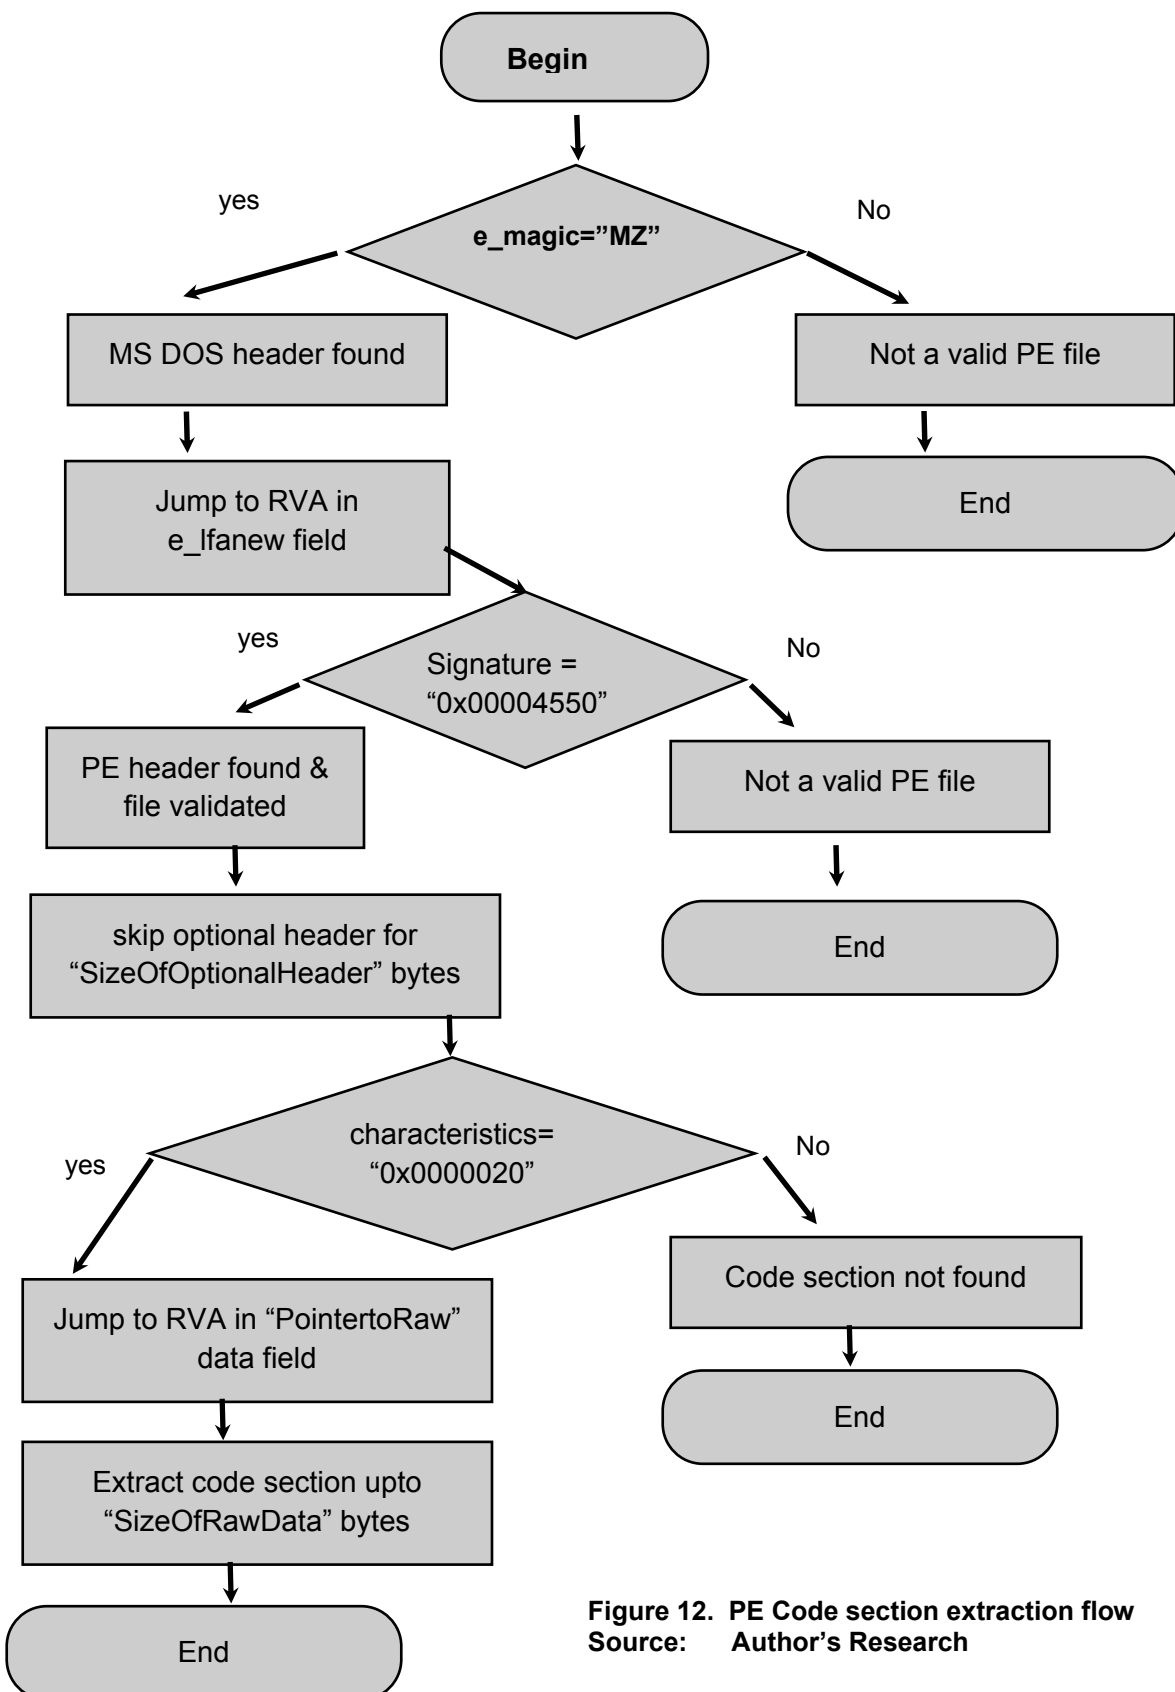 Begin
yes
No
e_magic=”MZ”
MS DOS header found
Not a valid PE file
Jump to RVA in
e_lfanew field
End
yes
No
Signature =
“0x00004550”
PE header found &
file validated
Not a valid PE file
skip optional header for
“SizeOfOptionalHeader” bytes
End
characteristics=
“0x0000020”
yes
No
Code section not found
Jump to RVA in “PointertoRaw”
data field
End
Extract code section upto
“SizeOfRawData” bytes
End
Figure 12. PE Code section extraction flow
Source: Author’s Research